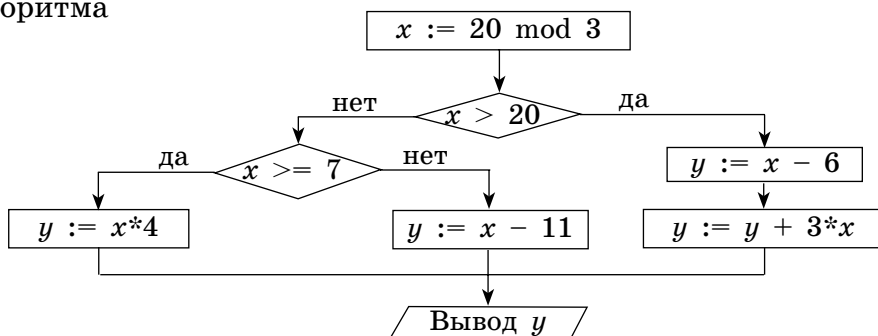 оритма
x := 20 mod 3
нет
x > 20
да
да
x >= 7
нет
y := x − 6
y := x*4
y := x − 11
y := y + 3*x
Вывод y